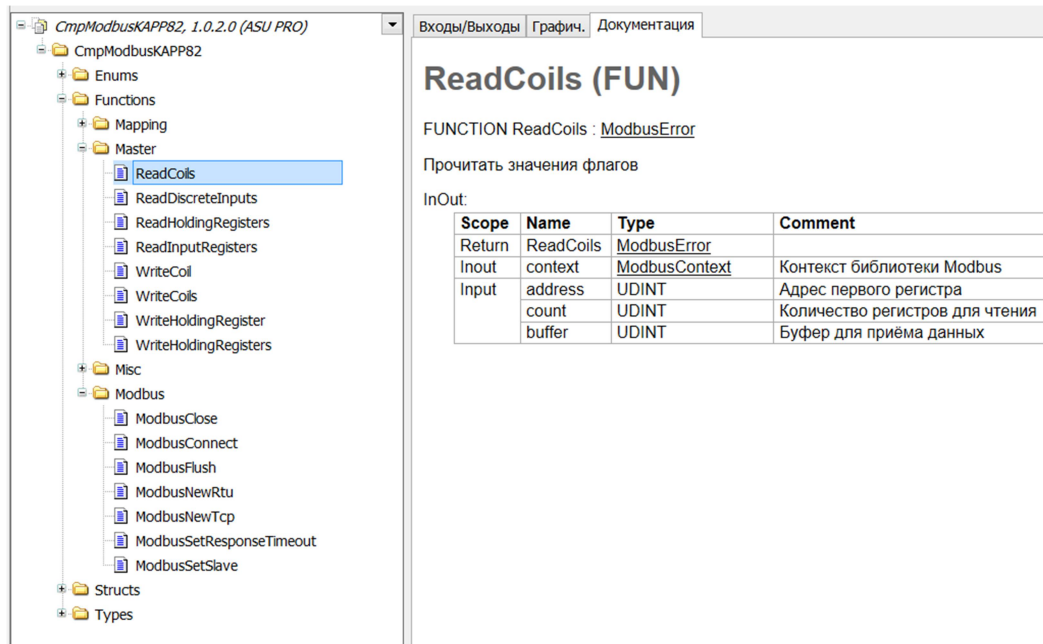 CmpModbusKAPP82, 1.0.2.0 (ASU PRO)
CmpModbusKAPP82
Enums
Functions
Mapping
Master
ReadCoils
ReadDiscreteInputs
ReadHoldingRegisters
ReadInputRegisters
WriteCoil
WriteCoils
WriteHoldingRegister
WriteHoldingRegisters
Misc
Modbus
ModbusClose
ModbusConnect
ModbusFlush
ModbusNewRtu
ModbusNewTcp
ModbusSetResponseTimeout
ModbusSetSlave
Structs
Types
Входы/Выходы Графич. Документация
ReadCoils (FUN)
FUNCTION ReadCoils : ModbusError
Прочитать значения флагов
InOut:
Scope Name Type Comment
Return ReadCoils ModbusError
Inout context ModbusContext Контекст библиотеки Modbus
Input address UDINT Адрес первого регистра
count UDINT Количество регистров для чтения
buffer UDINT Буфер для приёма данных